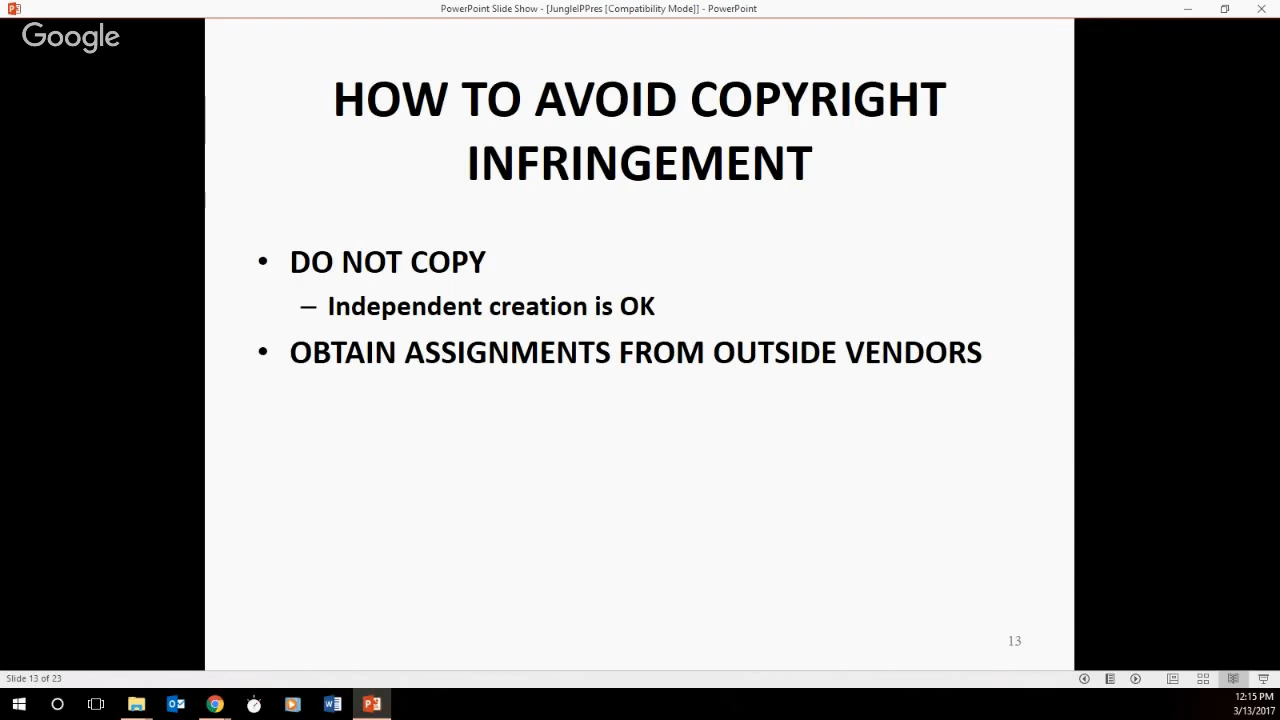 PowerPoint Slide Show - [JungleIPPres [Compatibility Mode]] - PowerPoint
Google
HOW TO AVOID COPYRIGHT
INFRINGEMENT
• DO NOT COPY
– Independent creation is OK
• OBTAIN ASSIGNMENTS FROM OUTSIDE VENDORS
13
Slide 13 of 23
12:15 PM
3/13/2017